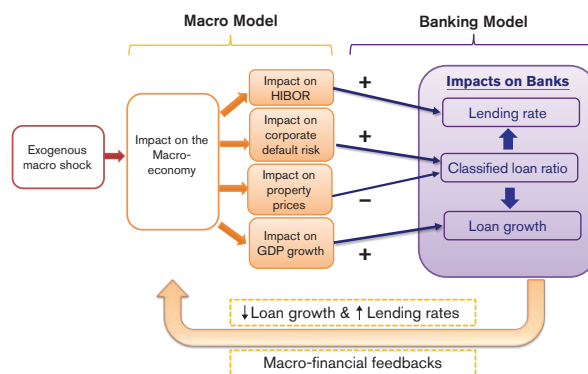 Macro Model
Banking Model
Exogenous
macro shock
Impact on the
Macro-
economy
Impact on
HIBOR
Impact on
corporate
default risk
Impact on
property
prices
Impact on
GDP growth
+
+
–
+
Impacts on Banks
Lending rate
Classified loan ratio
Loan growth
↓ Loan growth & ↑ Lending rates
Macro-financial feedbacks